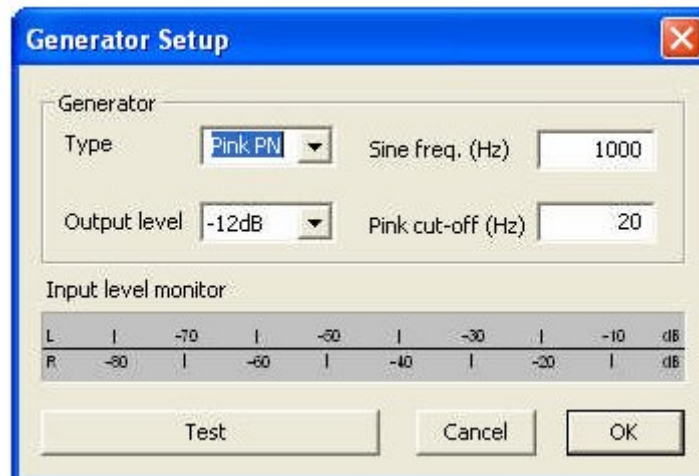 Generator Setup
Generator
Type Pink PN Sine freq. (Hz) 1000
Output level -12dB Pink cut-off (Hz) 20
Input level monitor
L | -70 | -50 | -30 | -10 dB
R -80 | -60 | -40 | -20 | dB
Test Cancel OK